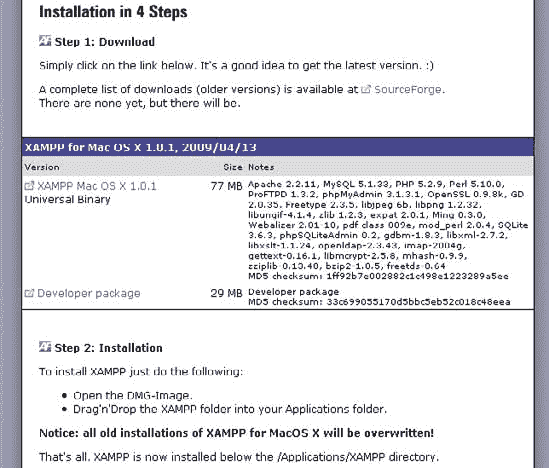 Installation in 4 Steps
Step 1: Download
Simply click on the link below. It's a good idea to get the latest version. :)
A complete list of downloads (older versions) is available at SourceForge.
There are none yet, but there will be.
XAMPP for Mac OS X 1.0.1, 2009/04/13
Version Size Notes
XAMPP Mac OS X 1.0.1 77 MB Apache 2.2.11, MySQL 5.1.33, PHP 5.2.9, Perl 5.10.0,
Universal Binary ProFTPD 1.3.2, phpMyAdmin 3.1.3.1, OpenSSL 0.9.8k, GD
2.0.35, Freetype 2.3.5, libjpeg 6b, libpng 1.2.32,
libungif-4.1.4, zlib 1.2.3, expat 2.0.1, Ming 0.3.0,
Webalizer 2.01-10, pdf class 009e, mod_perl 2.0.4, SQLite
3.6.3, phpSQLiteAdmin 0.2, gdbm-1.8.3, libxml-2.7.2,
libxslt-1.1.24, openldap-2.3.43, imap-2004g,
gettext-0.16.1, libmcrypt-2.5.8, mhash-0.9.9,
zziplib-0.13.48, bzip2-1.0.5, freetds-0.64
MD5 checksum: 1ff92b7e002882c1c498e1223289a5ee
Developer package 29 MB Developer package
MD5 checksum: 33c699055170d5bbc5eb52c018c48eea
Step 2: Installation
To install XAMPP just do the following:
• Open the DMG-Image.
• Drag'n'Drop the XAMPP folder into your Applications folder.
Notice: all old installations of XAMPP for MacOS X will be overwritten!
That's all. XAMPP is now installed below the /Applications/XAMPP directory.